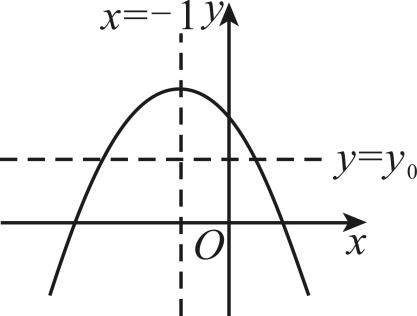 x=−1 y
y=y₀
O x